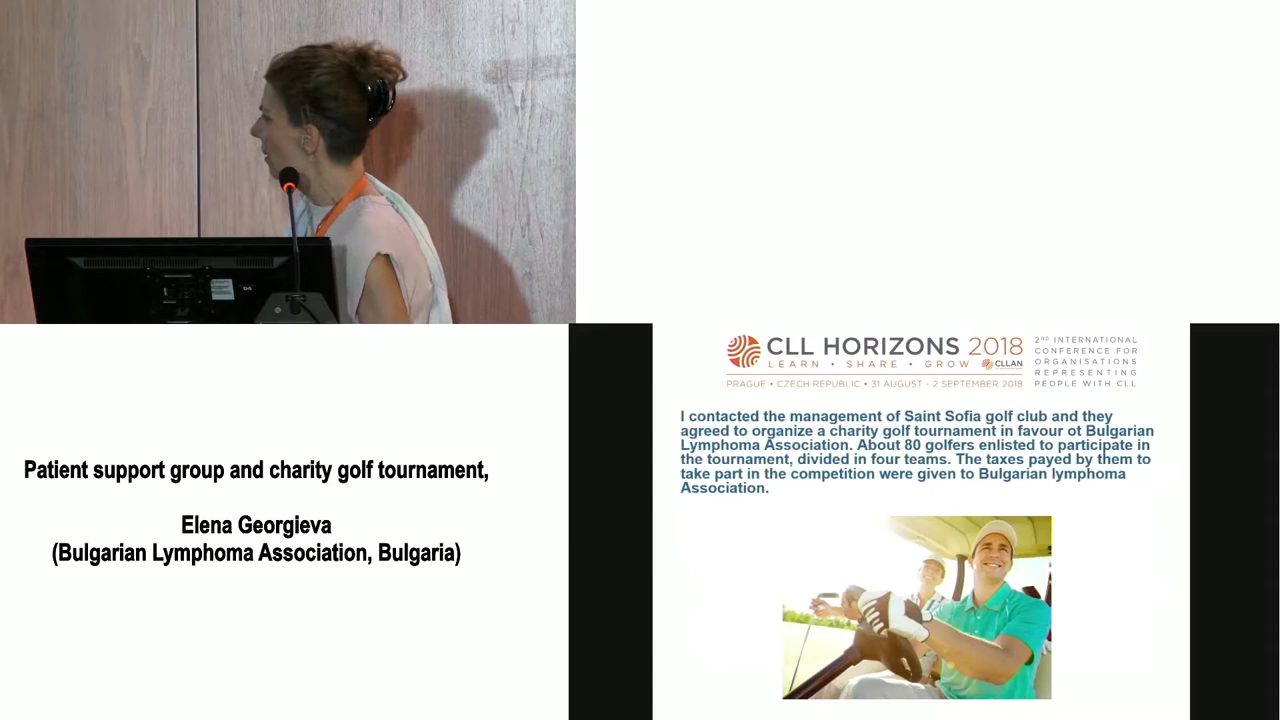 04
Patient support group and charity golf tournament,
Elena Georgieva
(Bulgarian Lymphoma Association, Bulgaria)
CLL HORIZONS 2018
LEARN • SHARE • GROW CLLAN
PRAGUE • CZECH REPUBLIC • 31 AUGUST - 2 SEPTEMBER 2018
2ND INTERNATIONAL
CONFERENCE FOR
ORGANISATIONS
REPRESENTING
PEOPLE WITH CLL
I contacted the management of Saint Sofia golf club and they
agreed to organize a charity golf tournament in favour ot Bulgarian
Lymphoma Association. About 80 golfers enlisted to participate in
the tournament, divided in four teams. The taxes payed by them to
take part in the competition were given to Bulgarian lymphoma
Association.